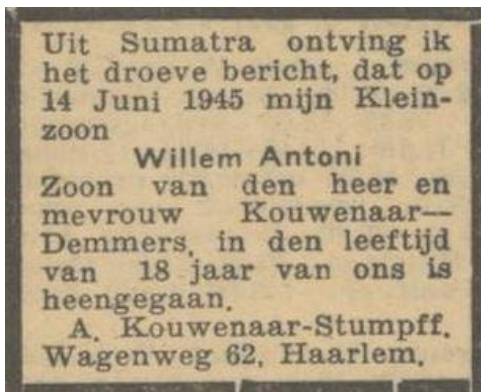 Uit Sumatra ontving ik
het droeve bericht, dat op
14 Juni 1945 mijn Klein-
zoon
Willem Antoni
Zoon van den heer en
mevrouw Kouwenaar—
Demmers, in den leeftijd
van 18 jaar van ons is
heengegaan.
A. Kouwenaar-Stumpff.
Wagenweg 62, Haarlem.